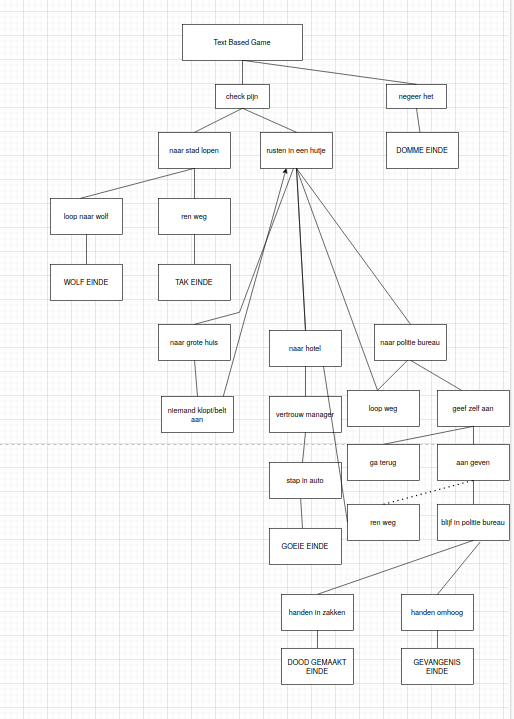 Text Based Game
check pijn
negeer het
naar stad lopen
rusten in een hutje
DOMME EINDE
loop naar wolf
ren weg
WOLF EINDE
TAK EINDE
naar grote huis
naar hotel
naar politie bureau
niemand klopt/belt
aan
vertrouw manager
loop weg
geef zelf aan
ga terug
aan geven
stap in auto
ren weg
blijf in politie bureau
GOEIE EINDE
handen in zakken
handen omhoog
DOOD GEMAAKT
EINDE
GEVANGENIS
EINDE